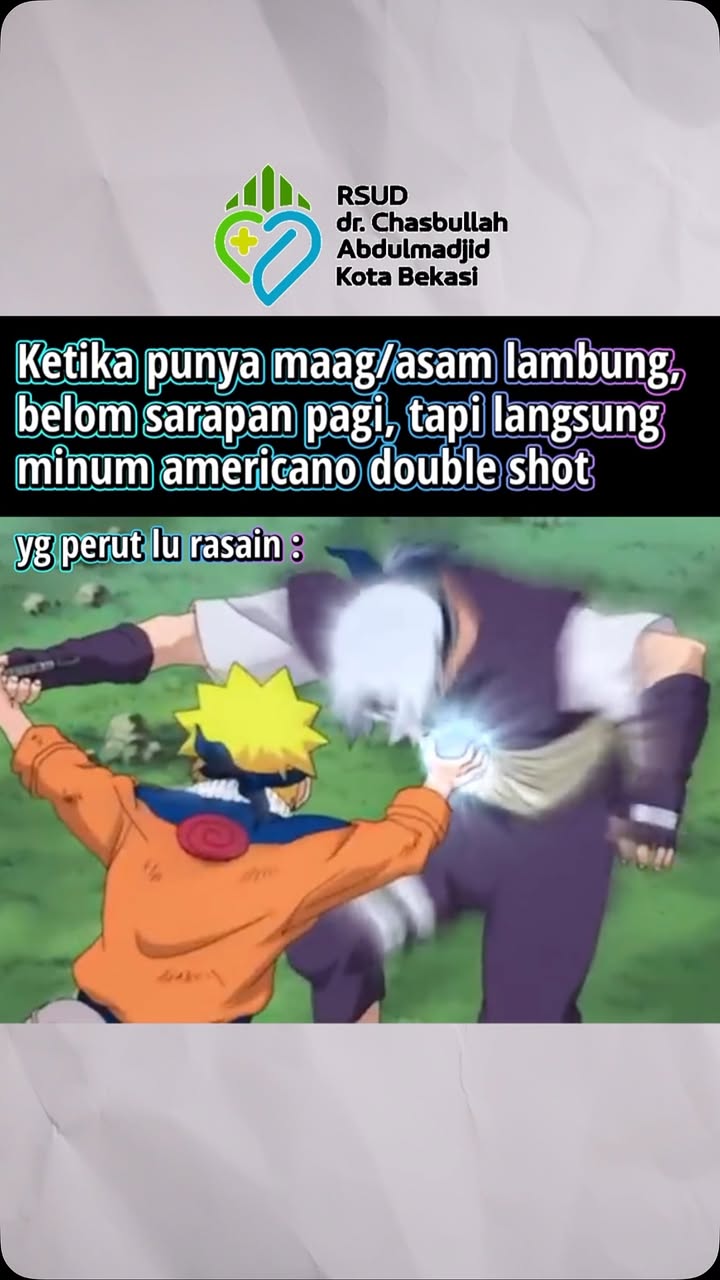 RSUD
dr. Chasbullah
Abdulmadjid
Kota Bekasi
Ketika punya maag/asam lambung,
belom sarapan pagi, tapi langsung
minum americano double shot
yg perut lu rasain :